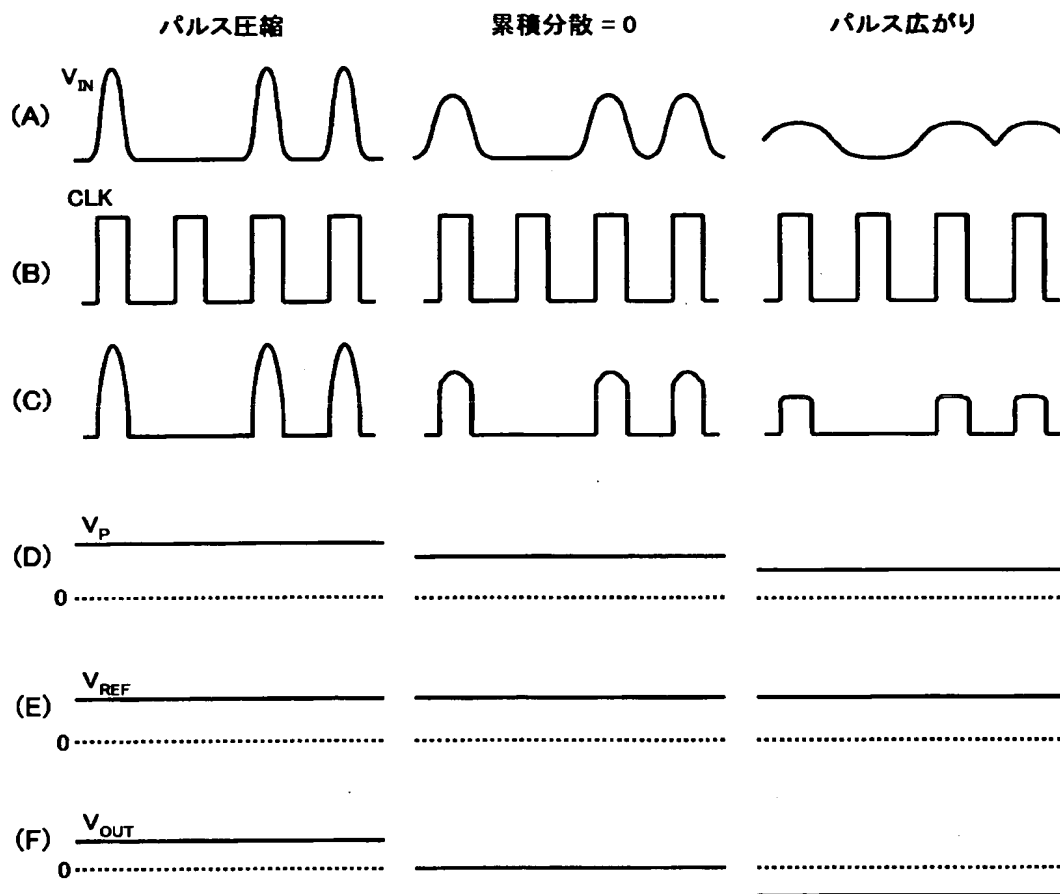 パルス圧縮 累積分散 = 0 パルス広がり
(A) V_IN
(B) CLK
(C)
(D) V_P
0
(E) V_REF
0
(F) V_OUT
0